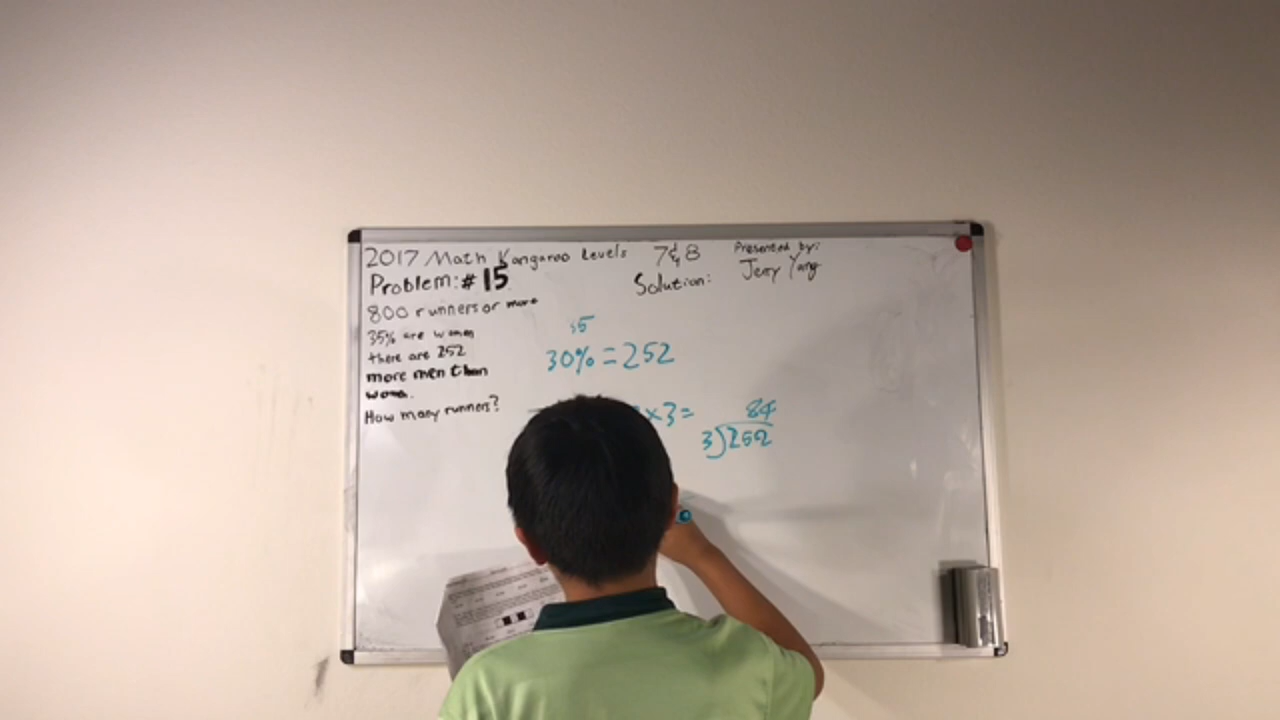 2017 Math Kangaroo Levels 7 & 8
Presented by:
Jerry Yang
Problem: # 15
Solution:
800 runners or more
35% are women
there are 252
more men than
women.
How many runners?
30% = 252
×3=
84
3)252